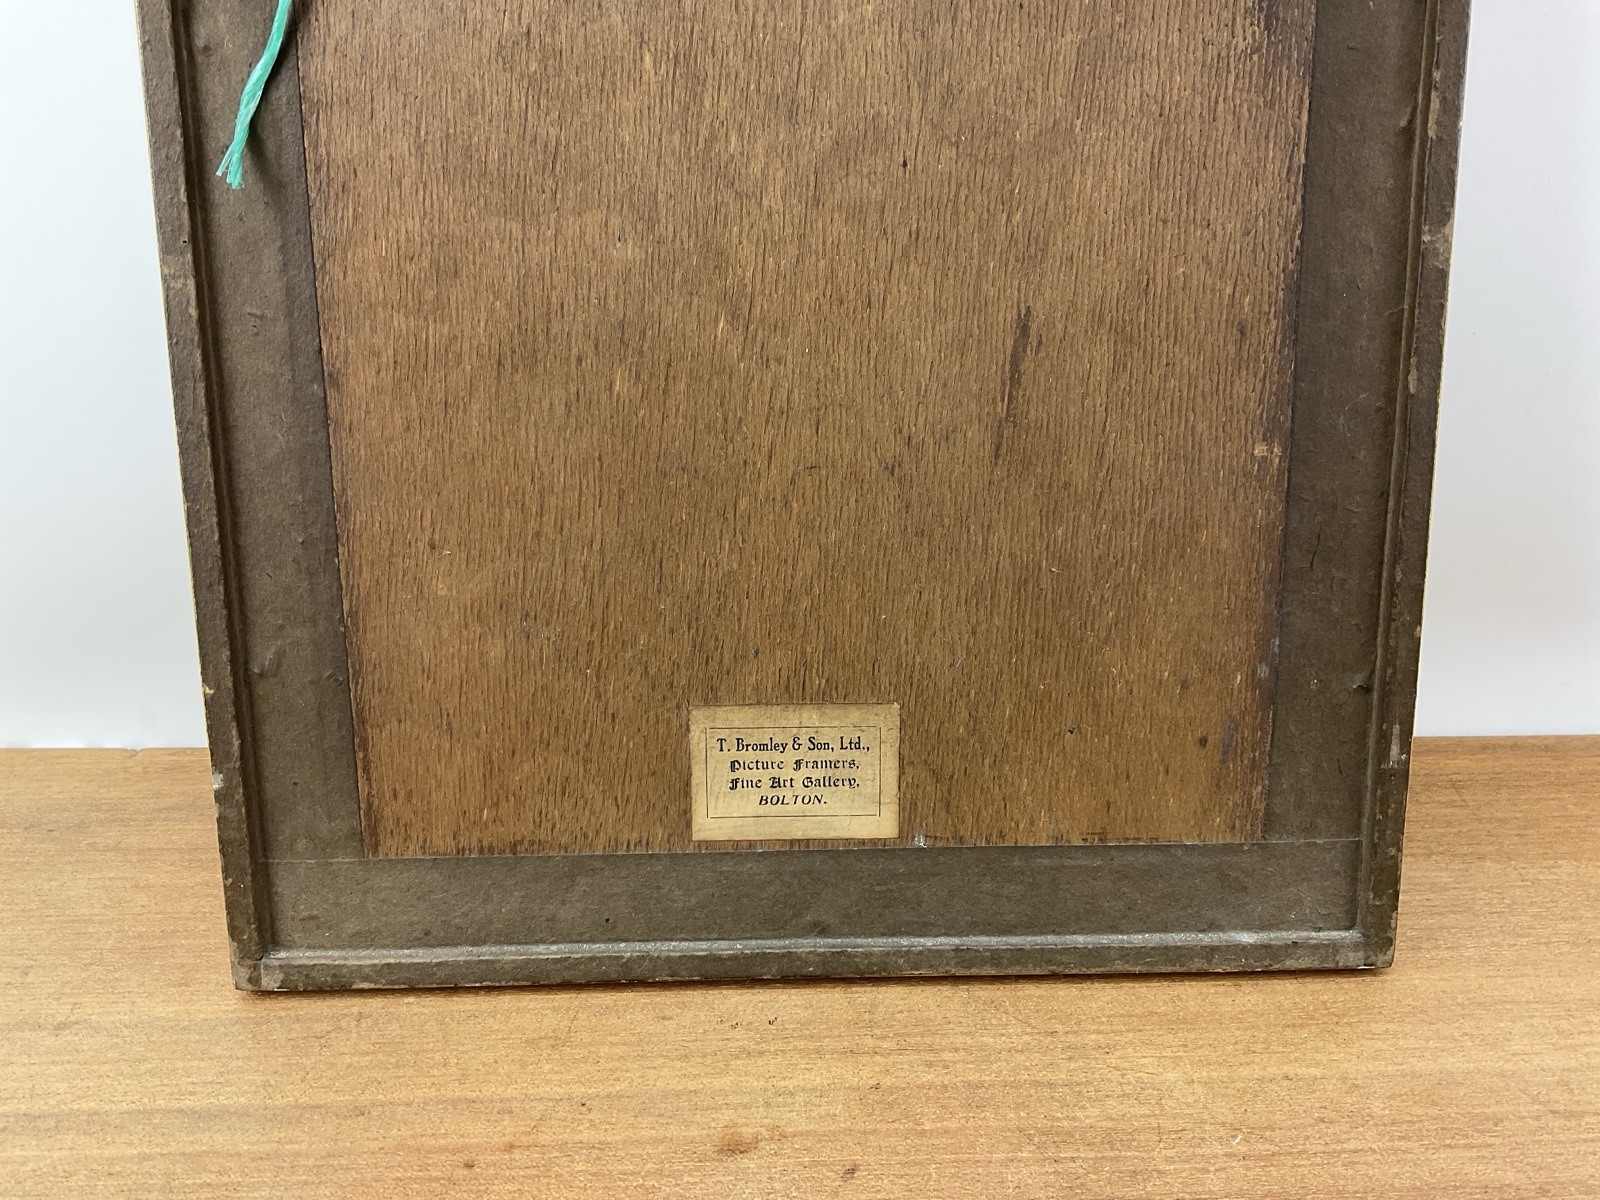 T. Bromley & Son, Ltd.,
Picture Framers,
Fine Art Gallery,
BOLTON.